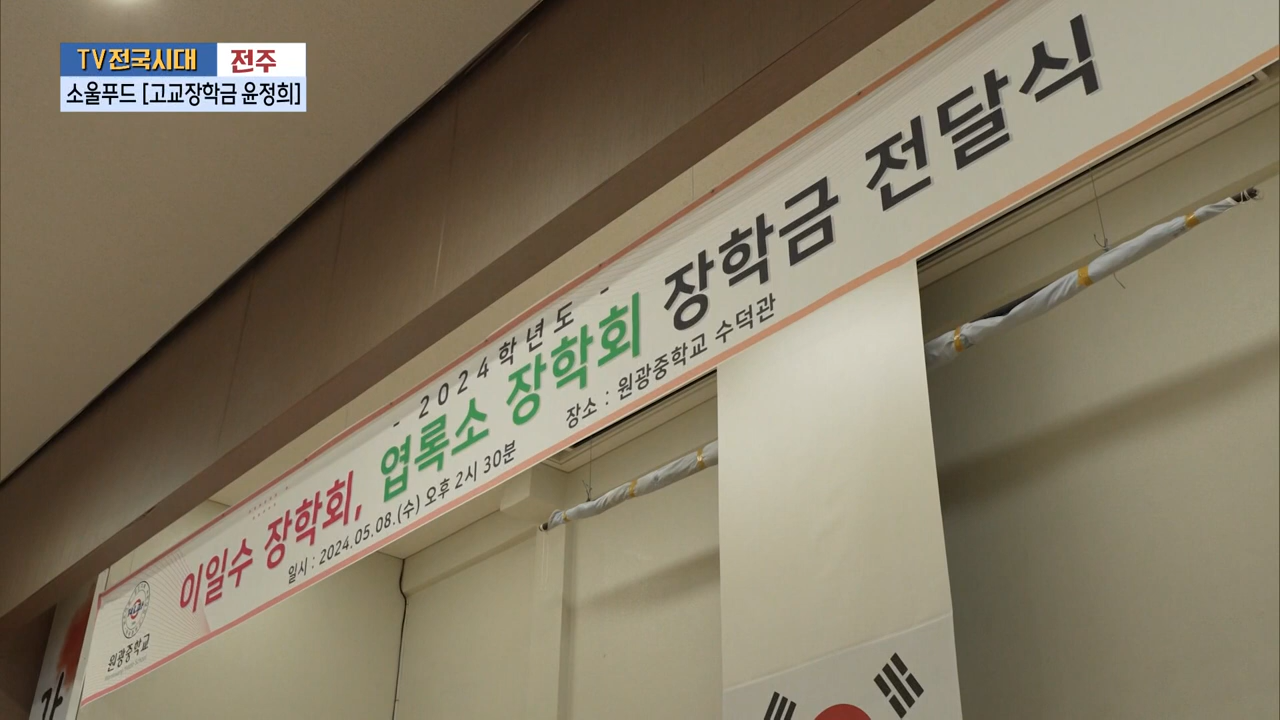 TV전국시대 전주
소울푸드 [고교장학금 윤정희]
- 2024학년도 -
이일수 장학회, 엽록소 장학회 장학금 전달식
일시 : 2024.05.08.(수) 오후 2시 30분 장소 : 원광중학교 수덕관
원광중학교